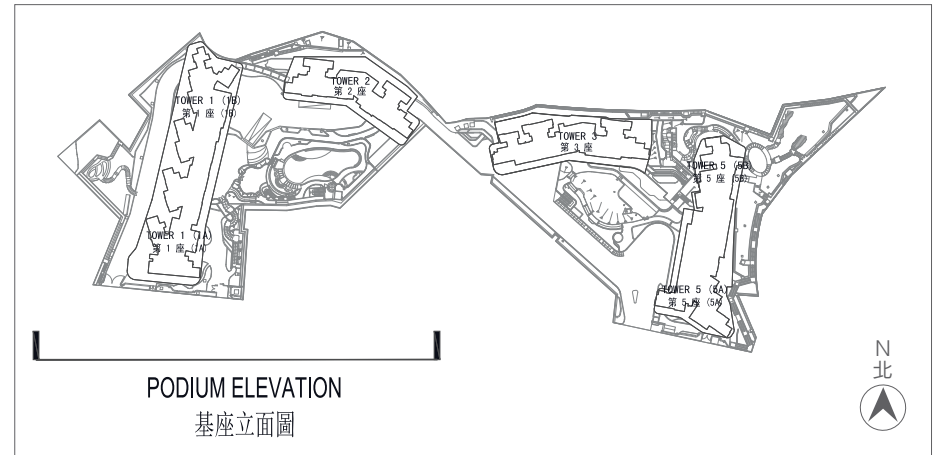 TOWER 1 (1B)
第 1 座 (1B)
TOWER 2
第 2 座
TOWER 3
第 3 座
TOWER 5 (5B)
第 5 座 (5B)
TOWER 1 (1A)
第 1 座 (1A)
TOWER 5 (5A)
第 5 座 (5A)
PODIUM ELEVATION
基座立面圖
N
北